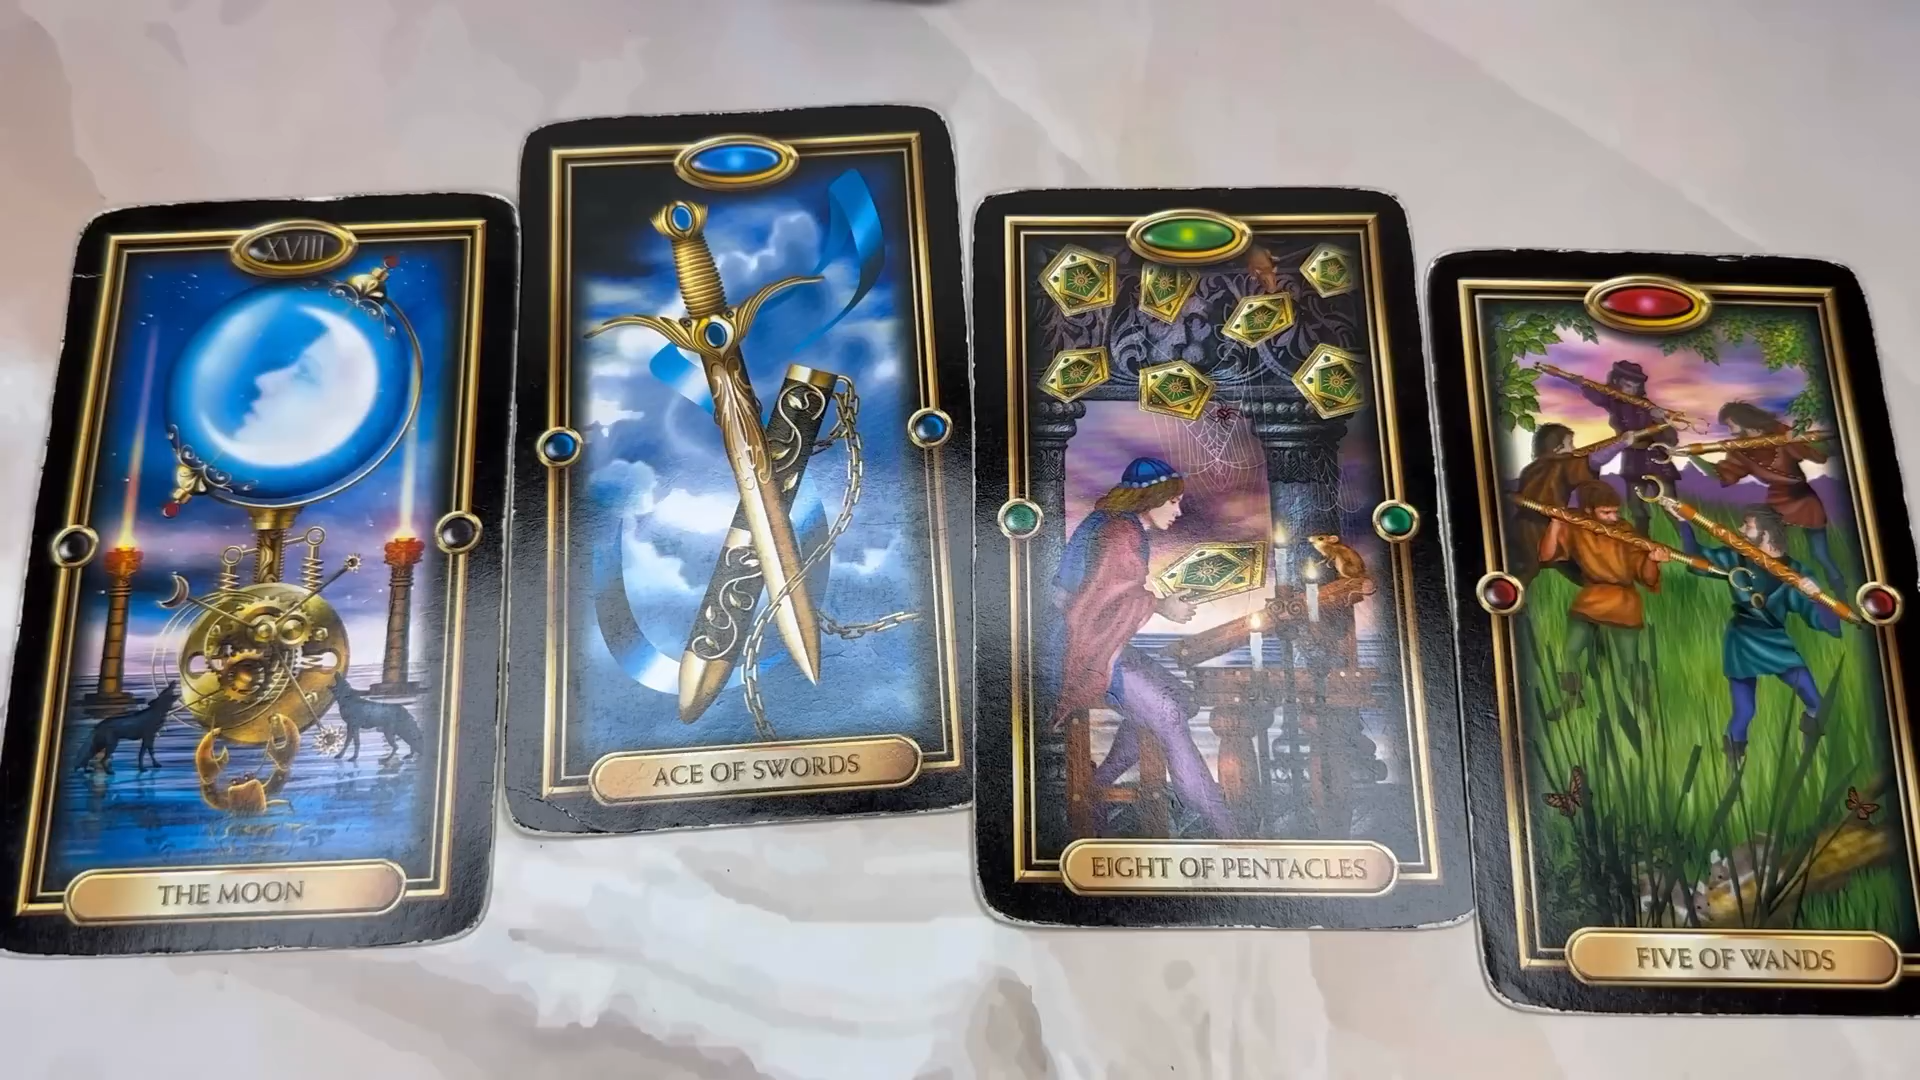 XVIII
THE MOON
ACE OF SWORDS
EIGHT OF PENTACLES
FIVE OF WANDS